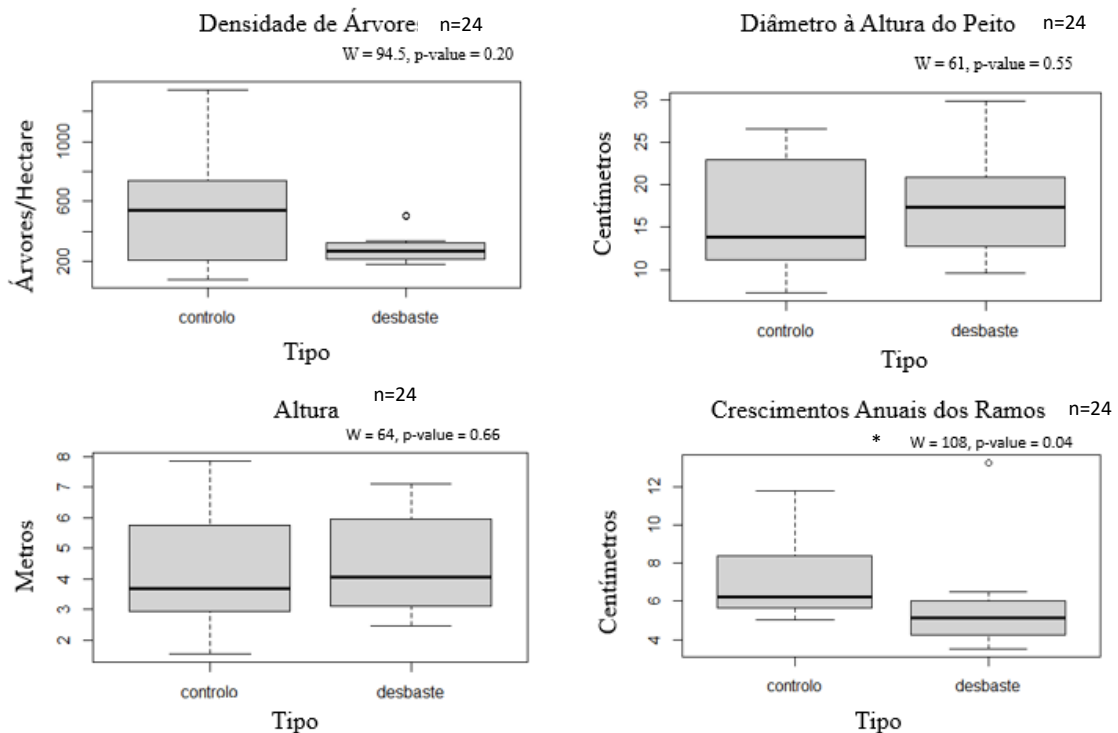 Densidade de Árvores n=24
W = 94.5, p-value = 0.20
Árvores/Hectare
200
600
1000
controlo desbaste
Tipo
Diâmetro à Altura do Peito n=24
W = 61, p-value = 0.55
Centímetros
10
15
20
25
30
controlo desbaste
Tipo
Altura n=24
W = 64, p-value = 0.66
Metros
2
3
4
5
6
7
8
controlo desbaste
Tipo
Crescimentos Anuais dos Ramos n=24
* W = 108, p-value = 0.04
Centímetros
4
6
8
10
12
controlo desbaste
Tipo